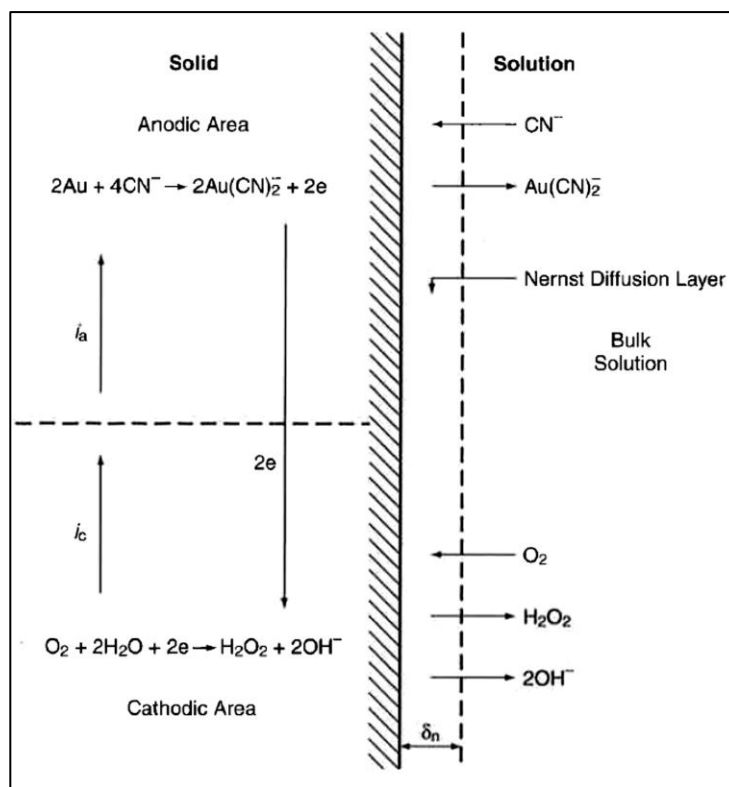 Solid
Solution
Anodic Area
CN⁻
2Au + 4CN⁻ → 2Au(CN)₂⁻ + 2e
Au(CN)₂⁻
Nernst Diffusion Layer
iₐ
Bulk
Solution
2e
i꜀
O₂
H₂O₂
O₂ + 2H₂O + 2e → H₂O₂ + 2OH⁻
2OH⁻
Cathodic Area
δₙ